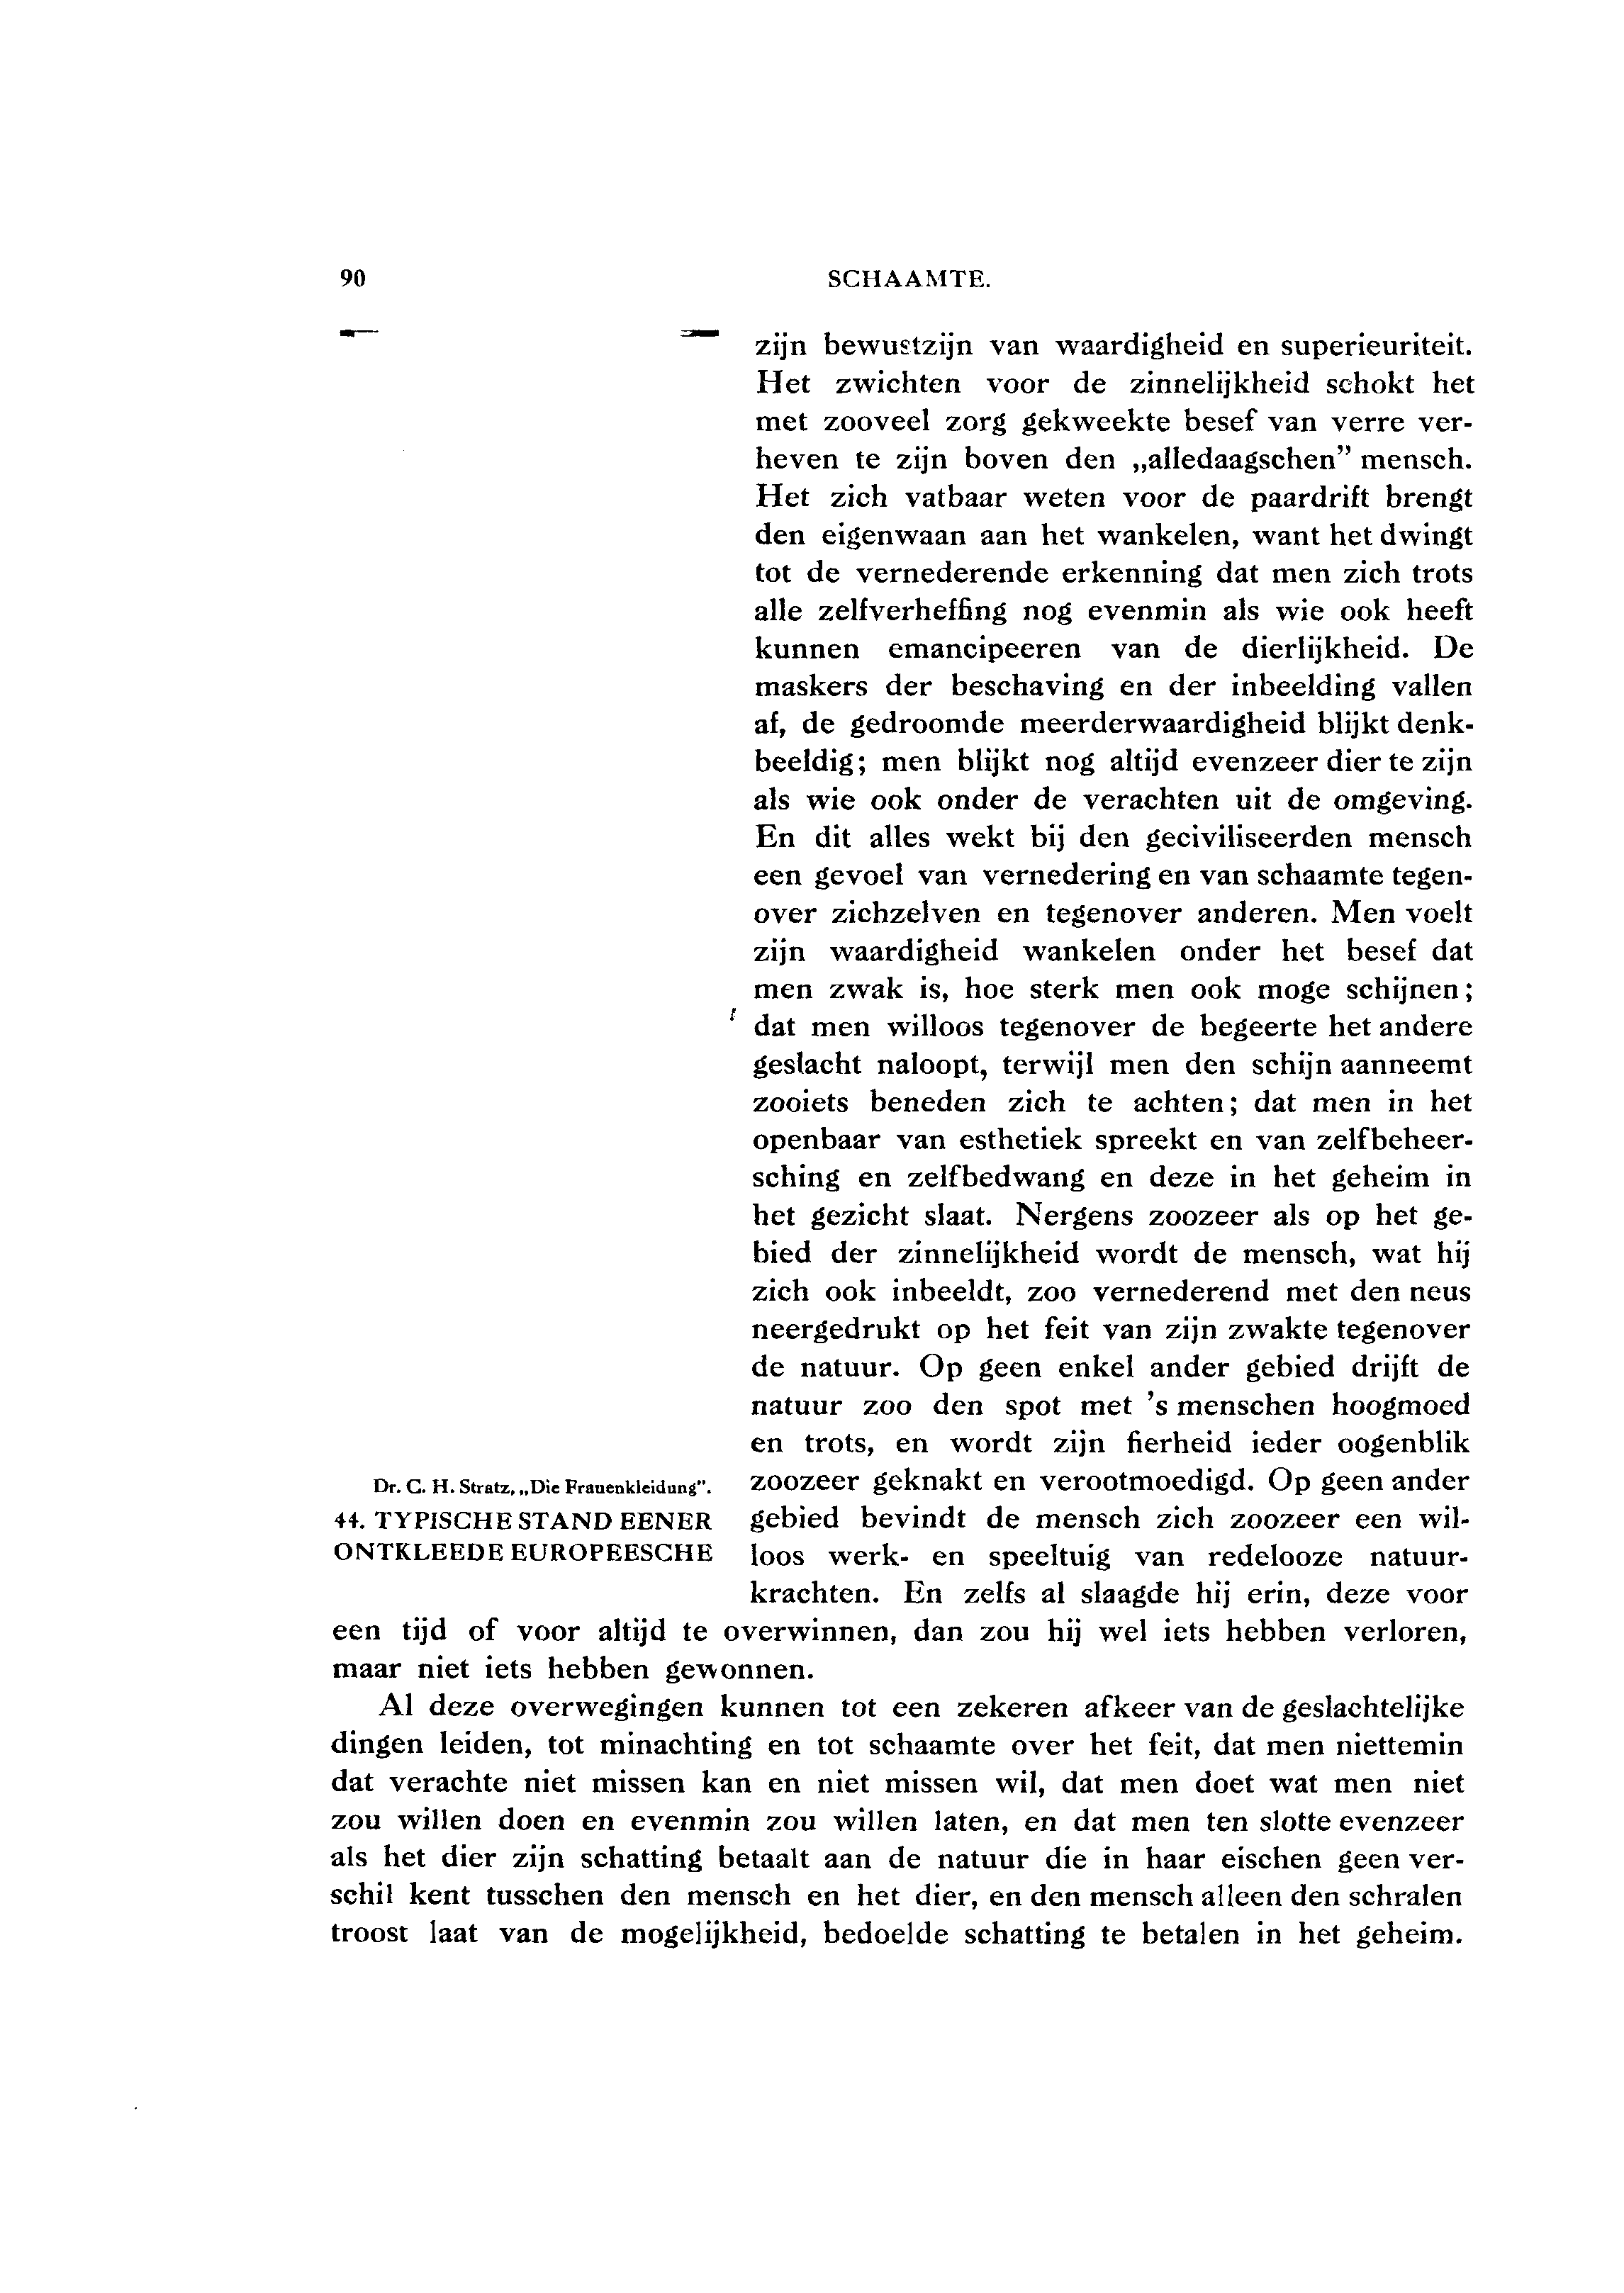 90
SCHAAMTE.
zijn bewustzijn van waardigheid en superieuriteit.
Het zwichten voor de zinnelijkheid schokt het
met zooveel zorg gekweekte besef van verre ver-
heven te zijn boven den „alledaagschen” mensch.
Het zich vatbaar weten voor de paardrift brengt
den eigenwaan aan het wankelen, want het dwingt
tot de vernederende erkenning dat men zich trots
alle zelfverheffing nog evenmin als wie ook heeft
kunnen emancipeeren van de dierlijkheid. De
maskers der beschaving en der inbeelding vallen
af, de gedroomde meerderwaardigheid blijkt denk-
beeldig; men blijkt nog altijd evenzeer dier te zijn
als wie ook onder de verachten uit de omgeving.
En dit alles wekt bij den geciviliseerden mensch
een gevoel van vernedering en van schaamte tegen-
over zichzelven en tegenover anderen. Men voelt
zijn waardigheid wankelen onder het besef dat
men zwak is, hoe sterk men ook moge schijnen;
dat men willoos tegenover de begeerte het andere
geslacht naloopt, terwijl men den schijn aanneemt
zooiets beneden zich te achten; dat men in het
openbaar van esthetiek spreekt en van zelfbeheer-
sching en zelfbedwang en deze in het geheim in
het gezicht slaat. Nergens zoozeer als op het ge-
bied der zinnelijkheid wordt de mensch, wat hij
zich ook inbeeldt, zoo vernederend met den neus
neergedrukt op het feit van zijn zwakte tegenover
de natuur. Op geen enkel ander gebied drijft de
natuur zoo den spot met ’s menschen hoogmoed
en trots, en wordt zijn fierheid ieder oogenblik
zoozeer geknakt en verootmoedigd. Op geen ander
gebied bevindt de mensch zich zoozeer een wil-
loos werk- en speeltuig van redelooze natuur-
krachten. En zelfs al slaagde hij erin, deze voor
Dr. C. H. Stratz, „Die Frauenkleidung”.
44. TYPISCHE STAND EENER
ONTKLEEDE EUROPEESCHE
een tijd of voor altijd te overwinnen, dan zou hij wel iets hebben verloren,
maar niet iets hebben gewonnen.
Al deze overwegingen kunnen tot een zekeren afkeer van de geslachtelijke
dingen leiden, tot minachting en tot schaamte over het feit, dat men niettemin
dat verachte niet missen kan en niet missen wil, dat men doet wat men niet
zou willen doen en evenmin zou willen laten, en dat men ten slotte evenzeer
als het dier zijn schatting betaalt aan de natuur die in haar eischen geen ver-
schil kent tusschen den mensch en het dier, en den mensch alleen den schralen
troost laat van de mogelijkheid, bedoelde schatting te betalen in het geheim.